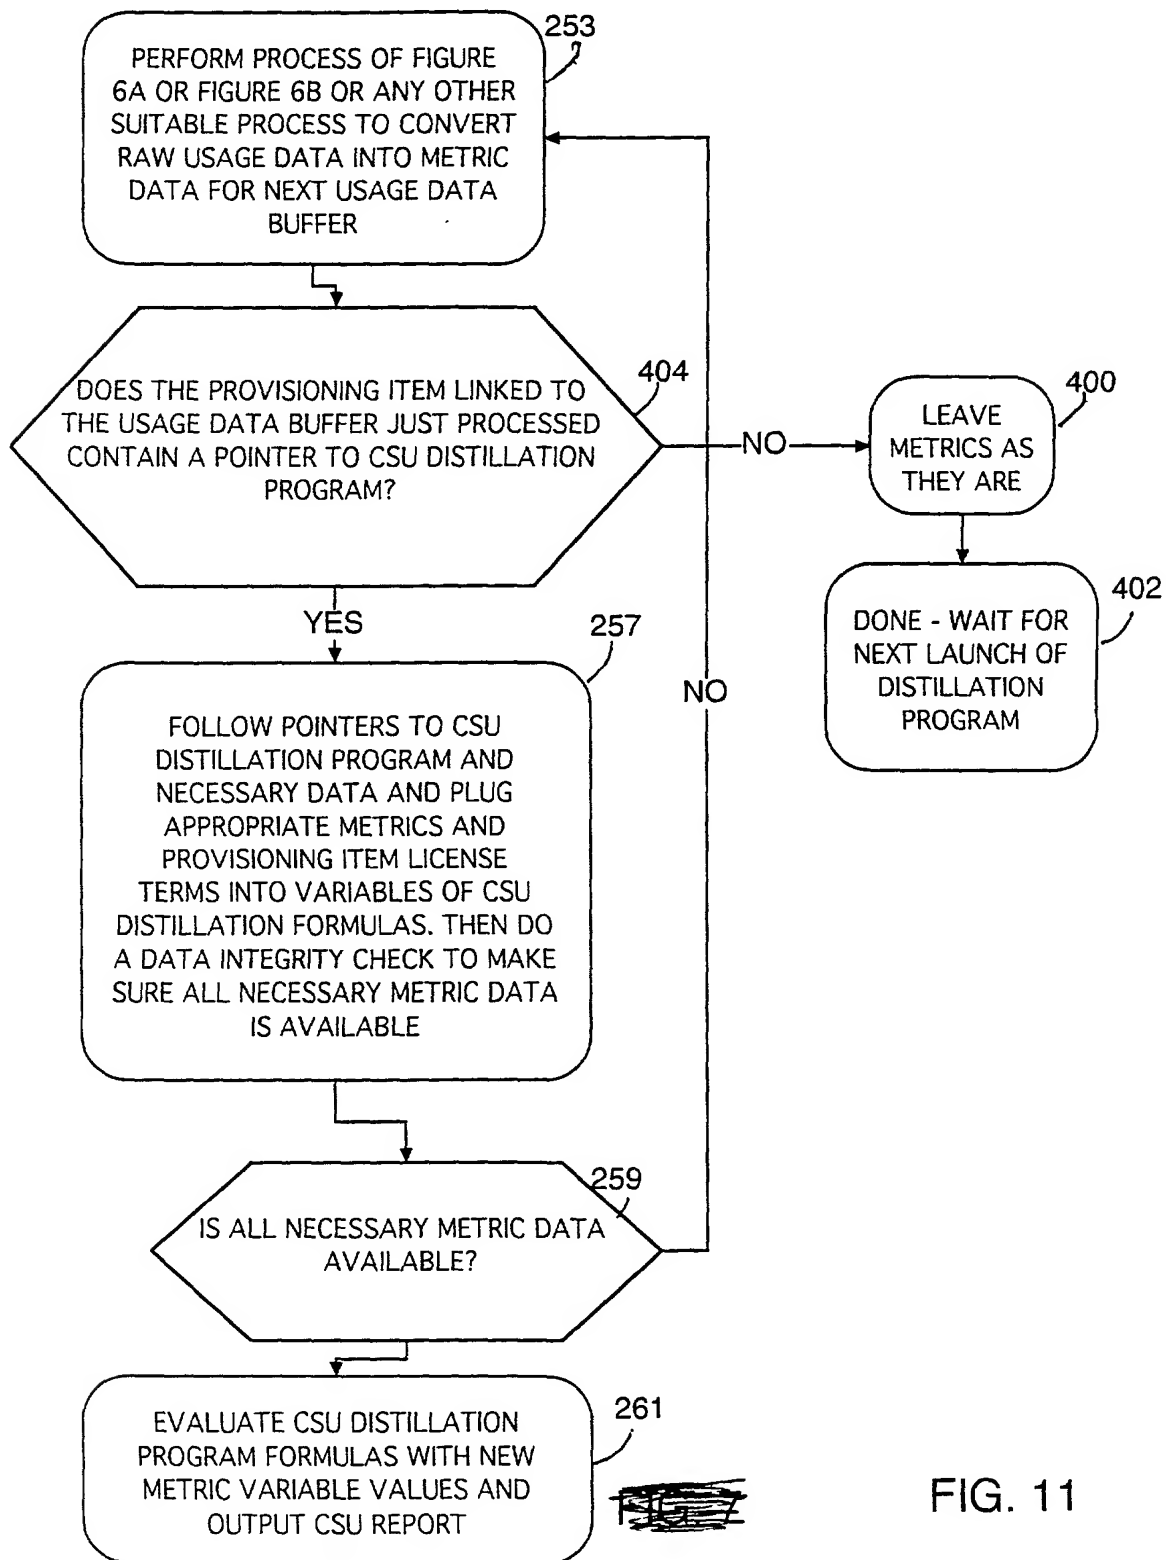 253
PERFORM PROCESS OF FIGURE
6A OR FIGURE 6B OR ANY OTHER
SUITABLE PROCESS TO CONVERT
RAW USAGE DATA INTO METRIC
DATA FOR NEXT USAGE DATA
BUFFER
404
DOES THE PROVISIONING ITEM LINKED TO
THE USAGE DATA BUFFER JUST PROCESSED
CONTAIN A POINTER TO CSU DISTILLATION
PROGRAM?
NO
400
LEAVE
METRICS AS
THEY ARE
402
DONE - WAIT FOR
NEXT LAUNCH OF
DISTILLATION
PROGRAM
YES
257
NO
FOLLOW POINTERS TO CSU
DISTILLATION PROGRAM AND
NECESSARY DATA AND PLUG
APPROPRIATE METRICS AND
PROVISIONING ITEM LICENSE
TERMS INTO VARIABLES OF CSU
DISTILLATION FORMULAS. THEN DO
A DATA INTEGRITY CHECK TO MAKE
SURE ALL NECESSARY METRIC DATA
IS AVAILABLE
259
IS ALL NECESSARY METRIC DATA
AVAILABLE?
261
EVALUATE CSU DISTILLATION
PROGRAM FORMULAS WITH NEW
METRIC VARIABLE VALUES AND
OUTPUT CSU REPORT
FIG. 11